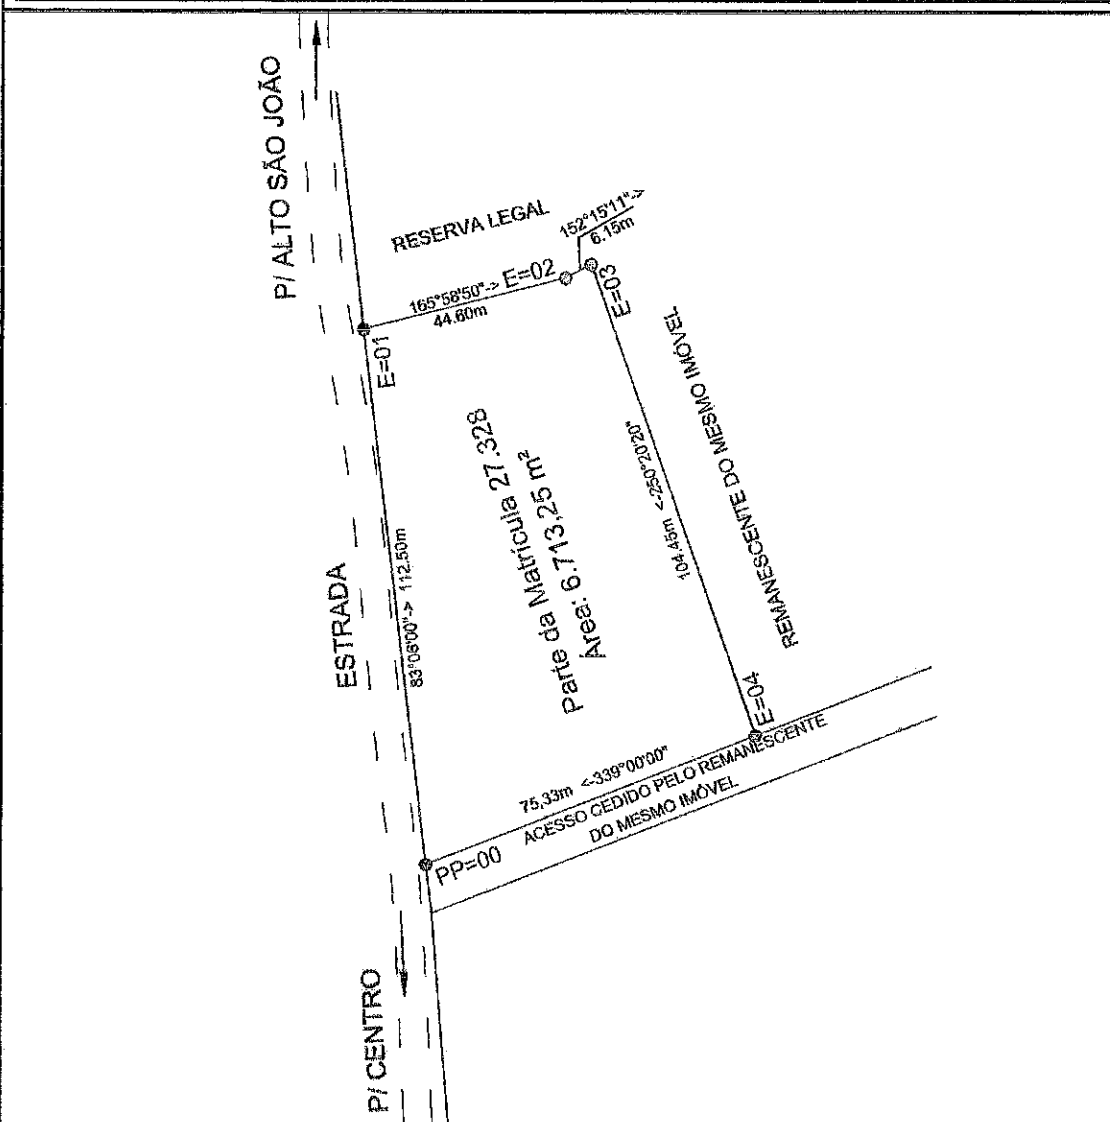 P/ ALTO SÃO JOÃO
RESERVA LEGAL
152°15'11"->
6.15m
165°58'50"->
44.60m
E=02
E=03
E=01
REMANESCENTE DO MESMO IMÓVEL
Parte da Matrícula 27.328
Área: 6.713,25 m²
104.45m <-250°20'20"
ESTRADA
83°06'00"-> 112.50m
E=04
75,33m <-339°00'00"
ACESSO CEDIDO PELO REMANESCENTE
DO MESMO IMÓVEL
PP=00
P/ CENTRO